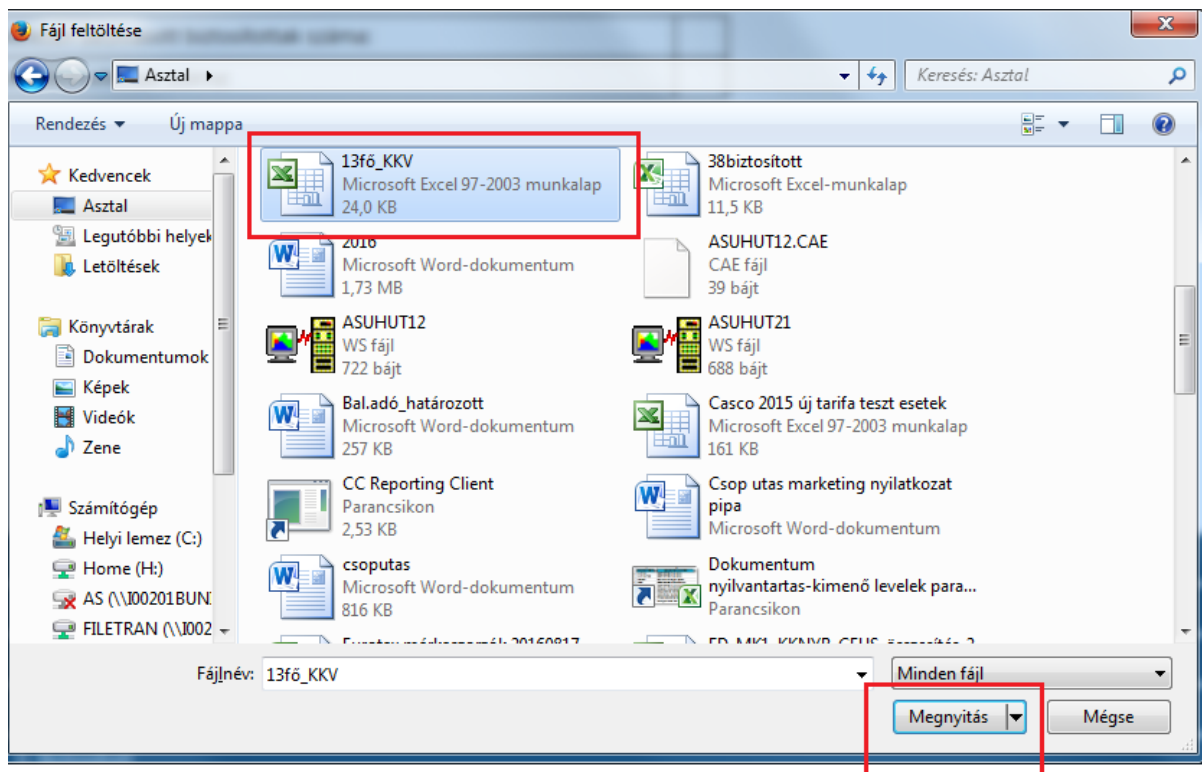 Fájl feltöltése
Asztal
Keresés: Asztal
Rendezés
Új mappa
Kedvencek
Asztal
Legutóbbi helyek
Letöltések
Könyvtárak
Dokumentumok
Képek
Videók
Zene
Számítógép
Helyi lemez (C:)
Home (H:)
AS (\\I00201BUN
FILETRAN (\\I002
13fő_KKV
Microsoft Excel 97-2003 munkalap
24,0 KB
38biztosított
Microsoft Excel-munkalap
11,5 KB
2016
Microsoft Word-dokumentum
1,73 MB
ASUHUT12.CAE
CAE fájl
39 bájt
ASUHUT12
WS fájl
722 bájt
ASUHUT21
WS fájl
688 bájt
Bal.adó_határozott
Microsoft Word-dokumentum
257 KB
Casco 2015 új tarifa teszt esetek
Microsoft Excel 97-2003 munkalap
161 KB
CC Reporting Client
Parancsikon
2,53 KB
Csop utas marketing nyilatkozat
pipa
Microsoft Word-dokumentum
csoputas
Microsoft Word-dokumentum
816 KB
Dokumentum
nyilvantartas-kimenő levelek para...
Parancsikon
Fájlnév:
13fő_KKV
Minden fájl
Megnyitás
Mégse